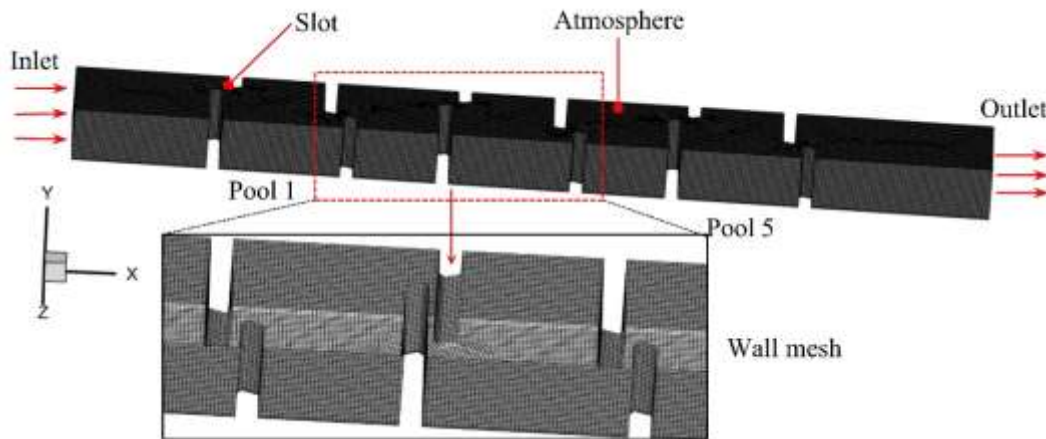 Slot
Atmosphere
Inlet
Outlet
Pool 1
Pool 5
Y
X
Z
Wall mesh